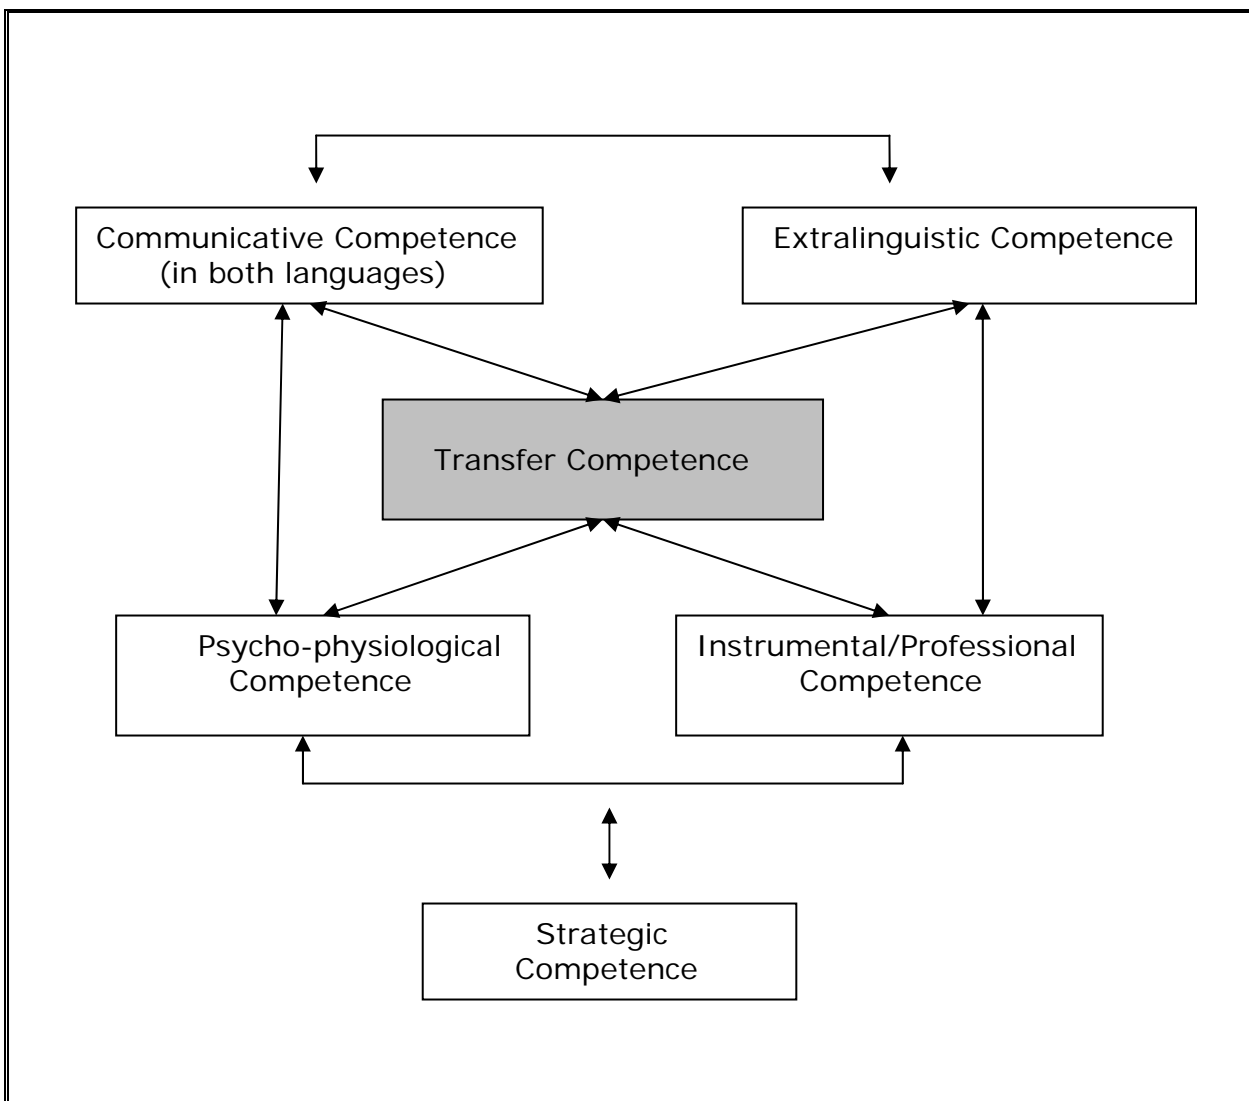 Communicative Competence
(in both languages)
Extralinguistic Competence
Transfer Competence
Psycho-physiological
Competence
Instrumental/Professional
Competence
Strategic
Competence